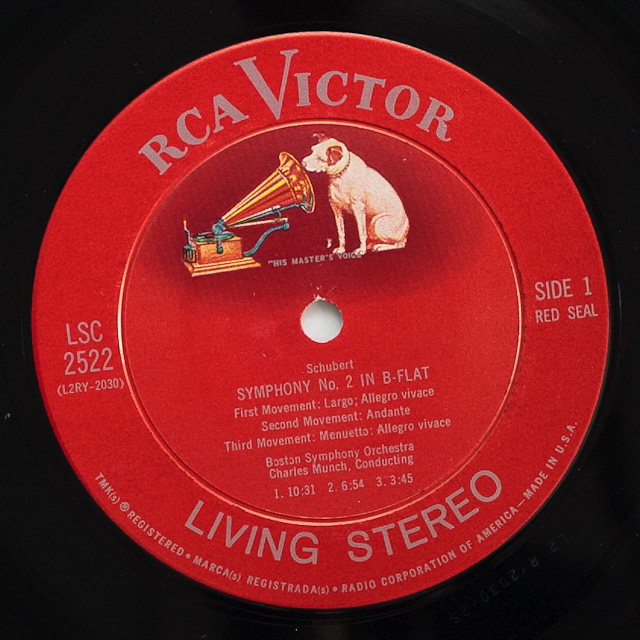 RCA VICTOR
"HIS MASTER'S VOICE"
SIDE 1
RED SEAL
LSC
2522
(L2RY-2030)
Schubert
SYMPHONY No. 2 IN B-FLAT
First Movement: Largo; Allegro vivace
Second Movement: Andante
Third Movement: Menuetto: Allegro vivace
Boston Symphony Orchestra
Charles Munch, Conducting
1. 10:31 2. 6:54 3. 3:45
LIVING STEREO
TMK(s) ® REGISTERED • MARCA(s) REGISTRADA(s) • RADIO CORPORATION OF AMERICA—MADE IN U.S.A.